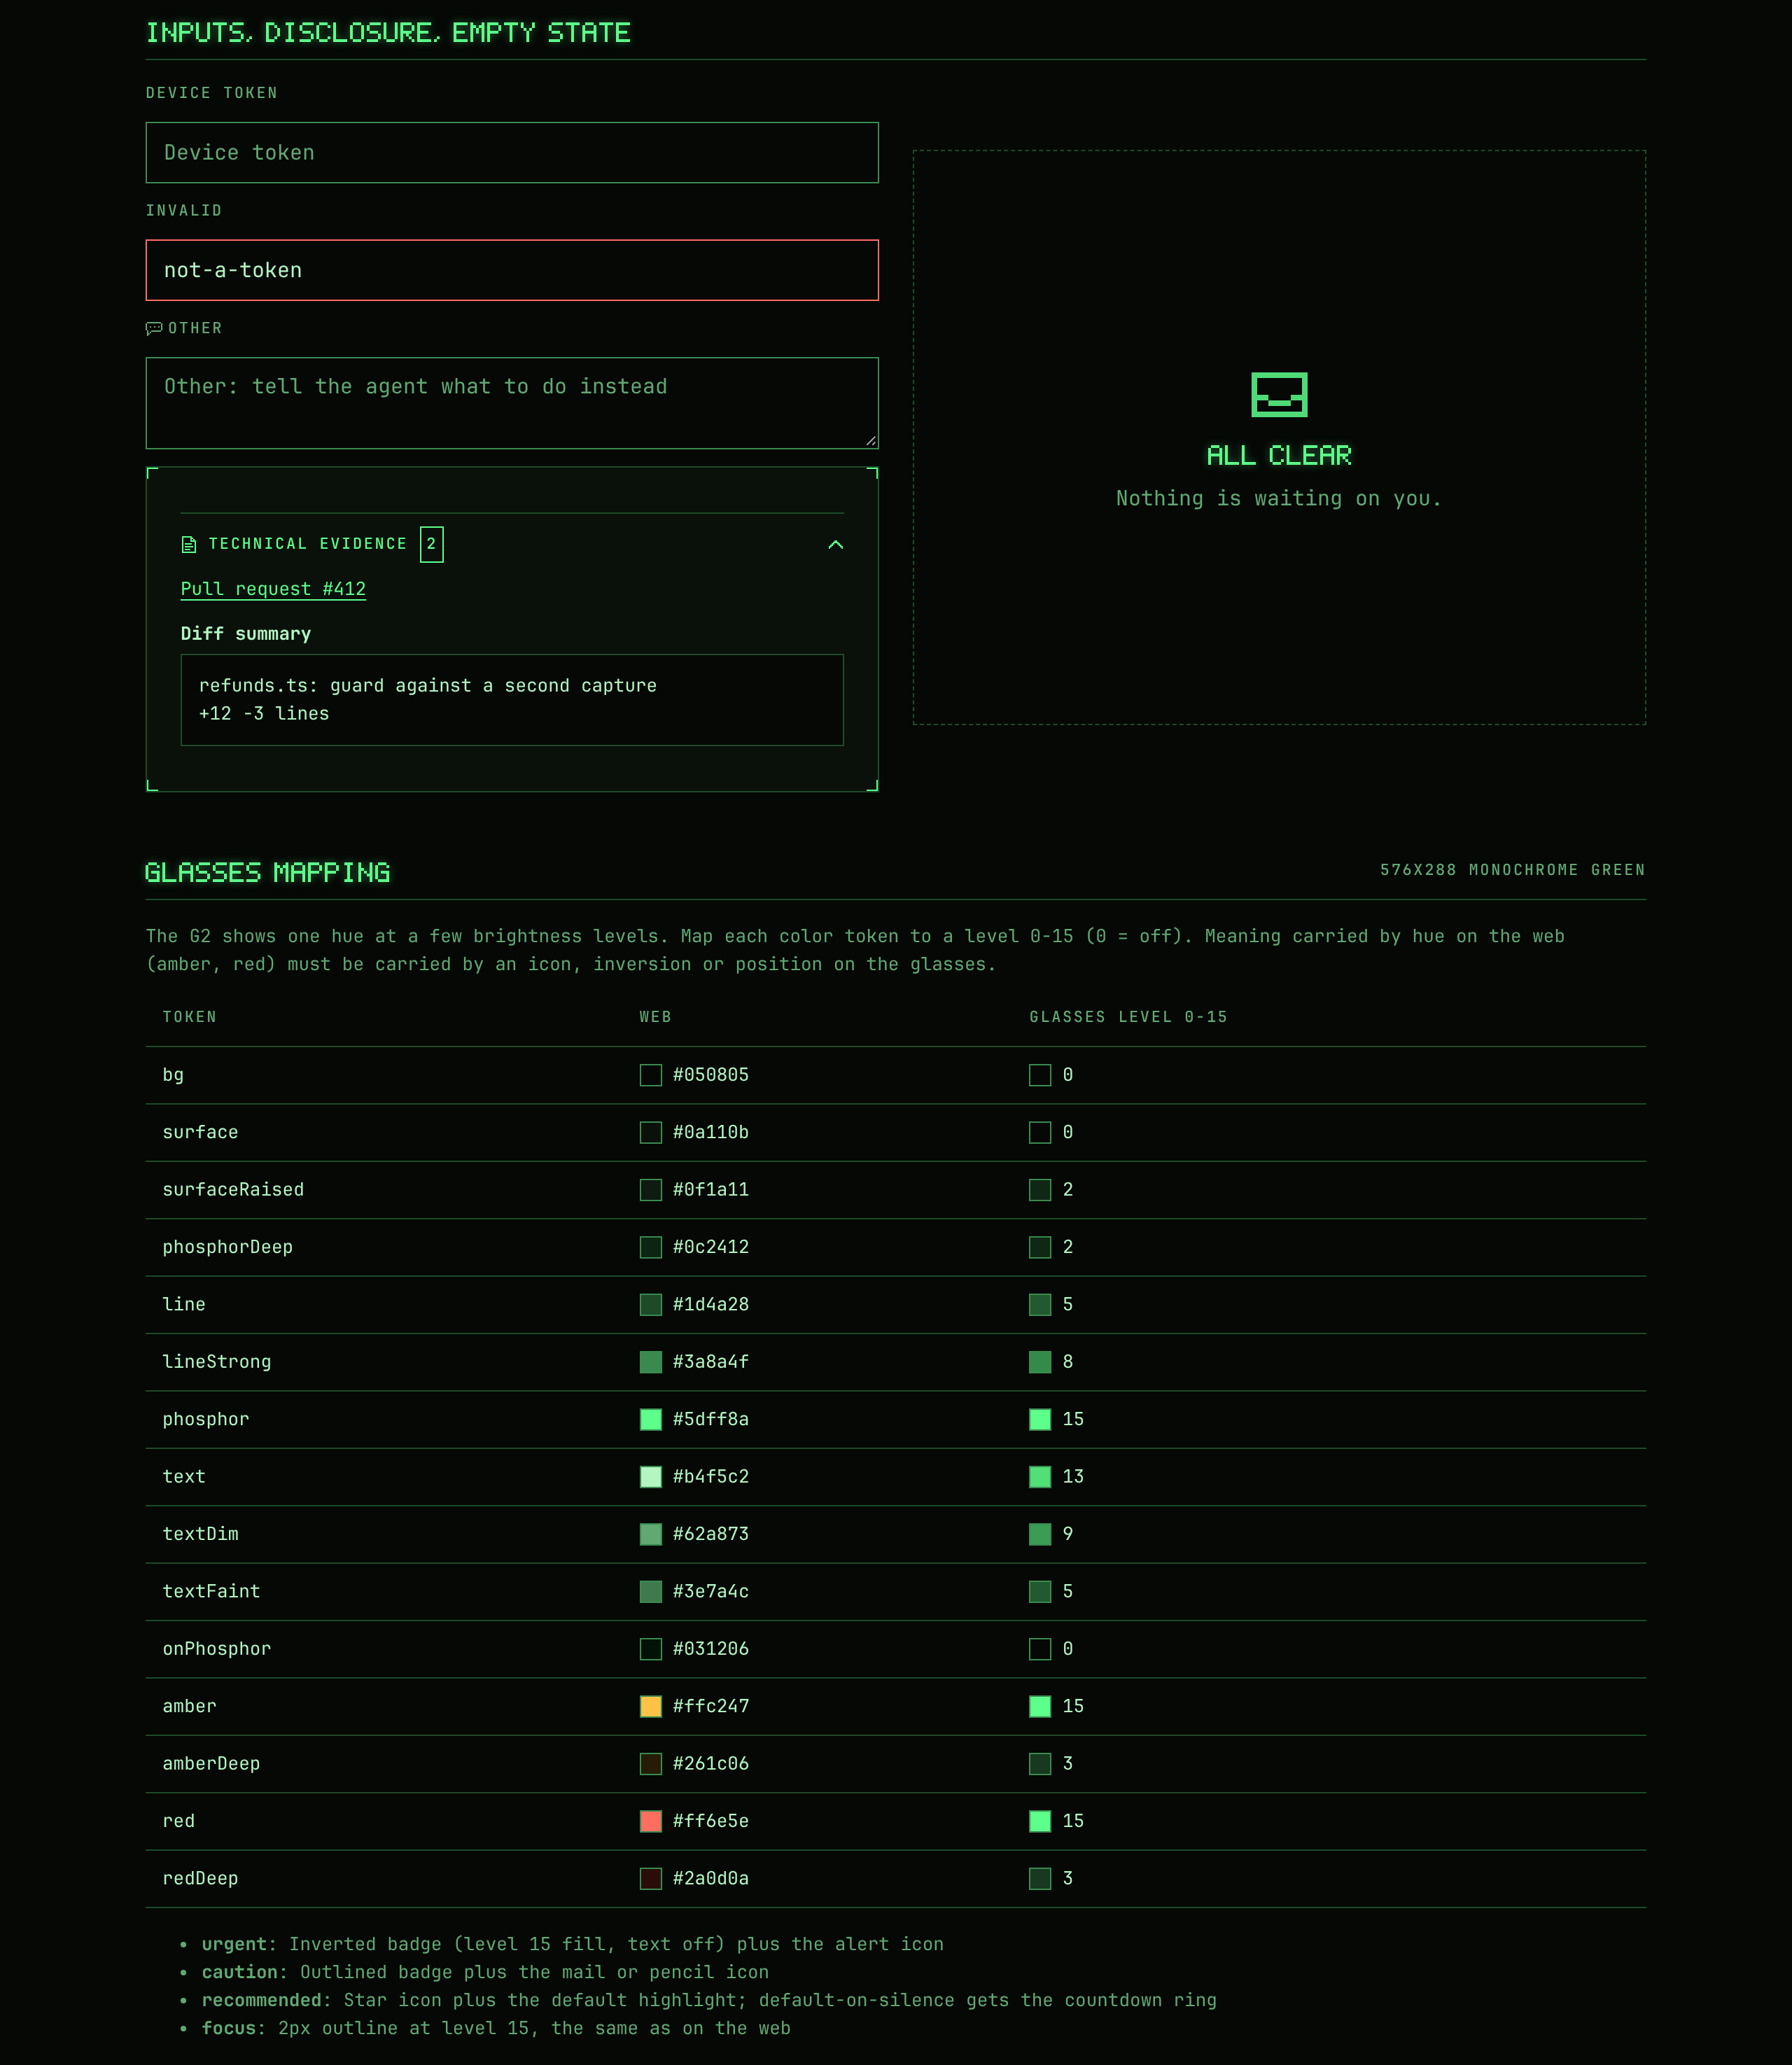 INPUTS, DISCLOSURE, EMPTY STATE
DEVICE TOKEN
Device token
INVALID
not-a-token
OTHER
Other: tell the agent what to do instead
TECHNICAL EVIDENCE 2
Pull request #412
Diff summary
refunds.ts: guard against a second capture
+12 -3 lines
ALL CLEAR
Nothing is waiting on you.
GLASSES MAPPING
576X288 MONOCHROME GREEN
The G2 shows one hue at a few brightness levels. Map each color token to a level 0-15 (0 = off). Meaning carried by hue on the web
(amber, red) must be carried by an icon, inversion or position on the glasses.
TOKEN WEB GLASSES LEVEL 0-15
bg #050805 0
surface #0a110b 0
surfaceRaised #0f1a11 2
phosphorDeep #0c2412 2
line #1d4a28 5
lineStrong #3a8a4f 8
phosphor #5dff8a 15
text #b4f5c2 13
textDim #62a873 9
textFaint #3e7a4c 5
onPhosphor #031206 0
amber #ffc247 15
amberDeep #261c06 3
red #ff6e5e 15
redDeep #2a0d0a 3
• urgent: Inverted badge (level 15 fill, text off) plus the alert icon
• caution: Outlined badge plus the mail or pencil icon
• recommended: Star icon plus the default highlight; default-on-silence gets the countdown ring
• focus: 2px outline at level 15, the same as on the web